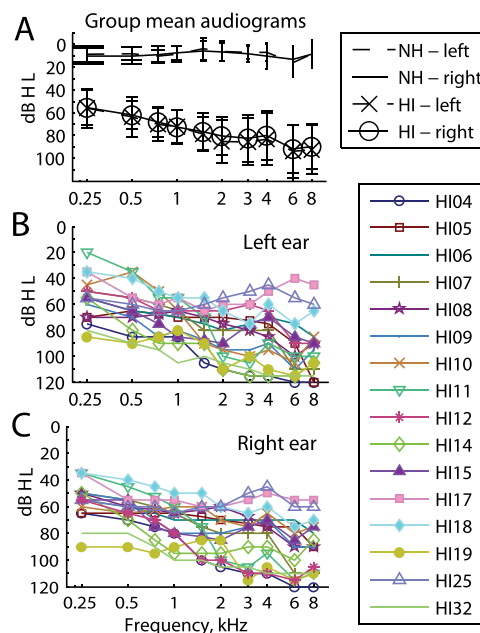 A
Group mean audiograms
0
20
40
60
80
100
dB H L
0.25 0.5 1 2 3 4 6 8
NH – left
NH – right
HI – left
HI – right
B
Left ear
0
20
40
60
80
100
120
dB H L
0.25 0.5 1 2 3 4 6 8
C
Right ear
0
20
40
60
80
100
120
dB H L
0.25 0.5 1 2 3 4 6 8
Frequency, kHz
HI04
HI05
HI06
HI07
HI08
HI09
HI10
HI11
HI12
HI14
HI15
HI17
HI18
HI19
HI25
HI32